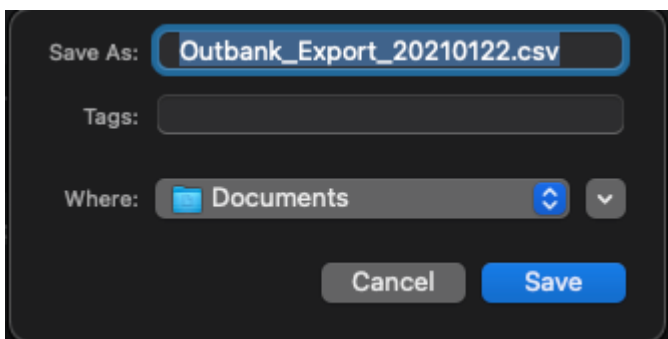 Save As: Outbank_Export_20210122.csv
Tags:
Where: Documents
Cancel Save